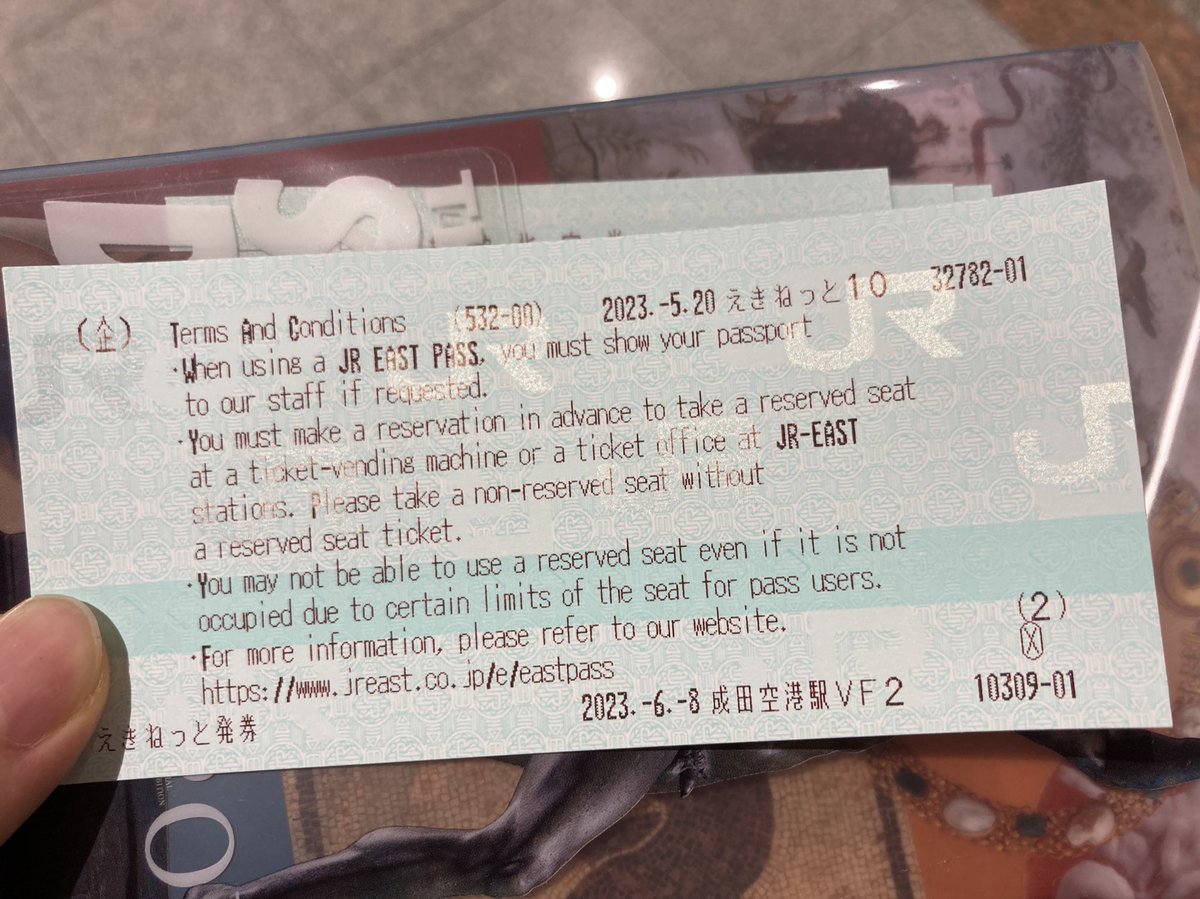 (企) Terms And Conditions (532-00) 2023.-5.20 えきねっと10 32782-01
・When using a JR EAST PASS, you must show your passport
to our staff if requested.
・You must make a reservation in advance to take a reserved seat
at a ticket-vending machine or a ticket office at JR-EAST
stations. Please take a non-reserved seat without
a reserved seat ticket.
・You may not be able to use a reserved seat even if it is not
occupied due to certain limits of the seat for pass users.
・For more information, please refer to our website.
https://www.jreast.co.jp/e/eastpass
(2)
2023.-6.-8 成田空港駅VF2 10309-01
えきねっと発券
JR